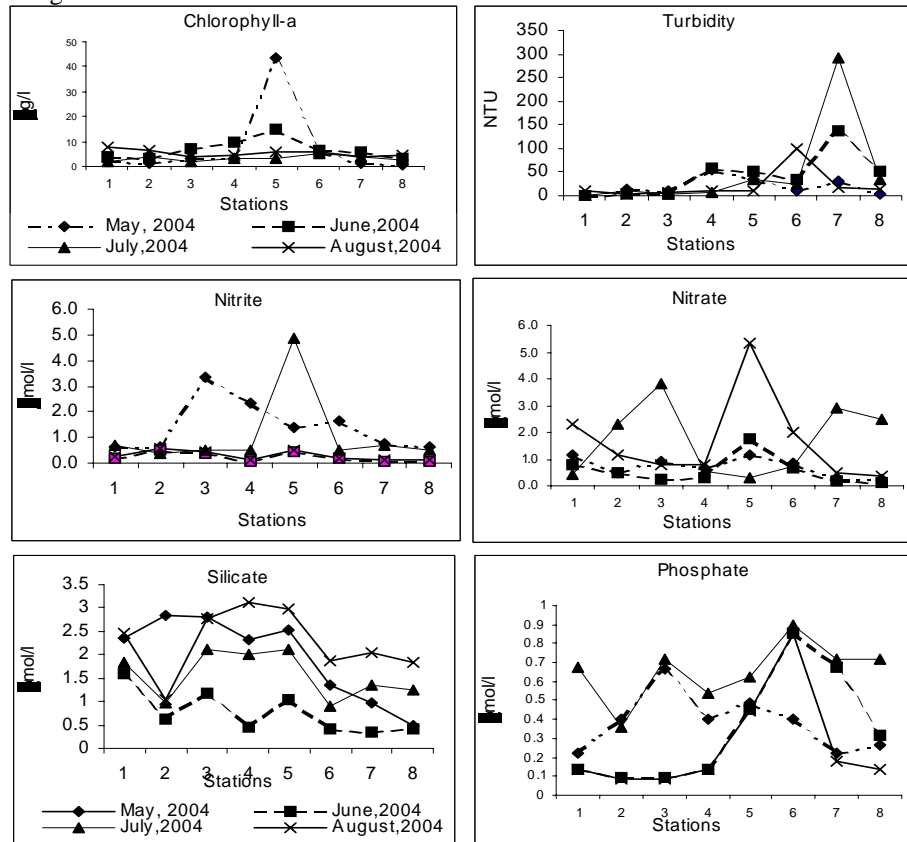 Chlorophyll-a
50
40
30
20
10
0
g/l
1 2 3 4 5 6 7 8
Stations
May, 2004 June,2004
July,2004 August,2004
Turbidity
350
300
250
200
150
100
50
0
NTU
1 2 3 4 5 6 7 8
Stations
Nitrite
6.0
5.0
4.0
3.0
2.0
1.0
0.0
mol/l
1 2 3 4 5 6 7 8
Stations
Nitrate
6.0
5.0
4.0
3.0
2.0
1.0
0.0
mol/l
1 2 3 4 5 6 7 8
Stations
Silicate
3.5
3
2.5
2
1.5
1
0.5
0
mol/l
1 2 3 4 5 6 7 8
Stations
May, 2004 June,2004
July,2004 August,2004
Phosphate
1
0.9
0.8
0.7
0.6
0.5
0.4
0.3
0.2
0.1
0
mol/l
1 2 3 4 5 6 7 8
Stations